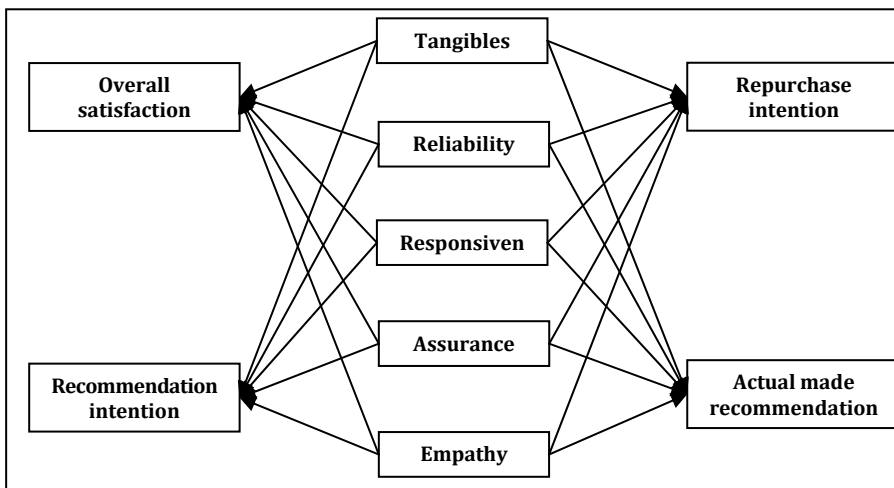 Tangibles
Overall
satisfaction
Repurchase
intention
Reliability
Responsiven
Assurance
Recommendation
intention
Actual made
recommendation
Empathy